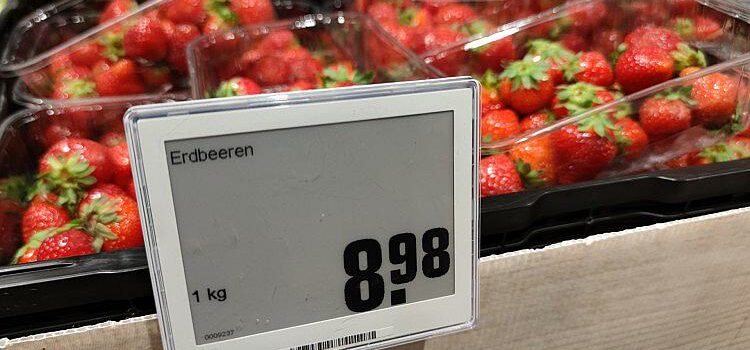 Erdbeeren
1 kg
8.98
0009237